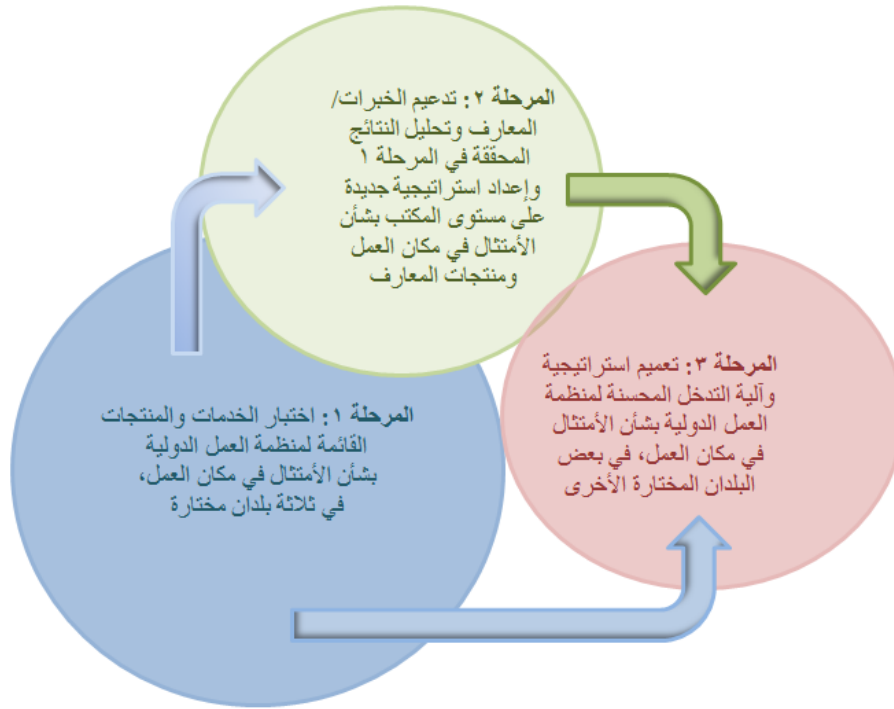 المرحلة ٢: تدعيم الخبرات/
المعارف وتحليل النتائج
المحققة في المرحلة ١
وإعداد استراتيجية جديدة
على مستوى المكتب بشأن
الأمتثال في مكان العمل
ومنتجات المعارف
المرحلة ١: اختبار الخدمات والمنتجات
القائمة لمنظمة العمل الدولية
بشأن الأمتثال في مكان العمل،
في ثلاثة بلدان مختارة
المرحلة ٣: تعميم استراتيجية
وآلية التدخل المحسنة لمنظمة
العمل الدولية بشأن الأمتثال
في مكان العمل، في بعض
البلدان المختارة الأخرى